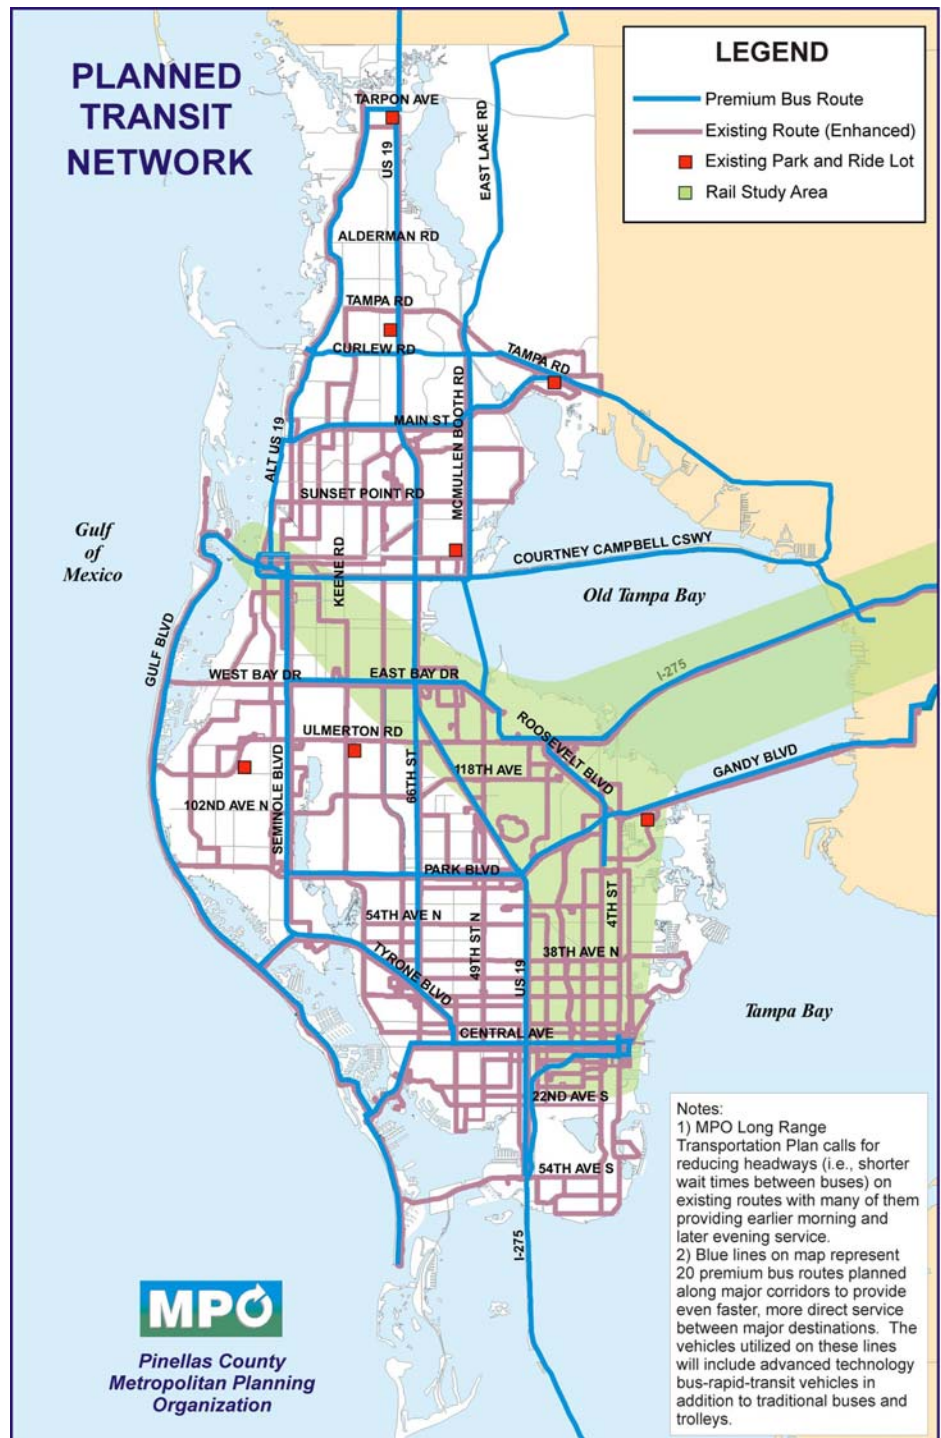 PLANNED
TRANSIT
NETWORK
LEGEND
Premium Bus Route
Existing Route (Enhanced)
Existing Park and Ride Lot
Rail Study Area
TARPON AVE
US 19
EAST LAKE RD
ALDERMAN RD
TAMPA RD
CURLEW RD
TAMPA RD
MCMULLEN BOOTH RD
MAIN ST
ALT US 19
SUNSET POINT RD
Gulf
of
Mexico
KEENE RD
COURTNEY CAMPBELL CSWY
Old Tampa Bay
GULF BLVD
WEST BAY DR
EAST BAY DR
I-275
ROOSEVELT BLVD
ULMERTON RD
SEMINOLE BLVD
66TH ST
118TH AVE
GANDY BLVD
102ND AVE N
PARK BLVD
54TH AVE N
49TH ST N
4TH ST
38TH AVE N
TYRONE BLVD
US 19
CENTRAL AVE
Tampa Bay
22ND AVE S
54TH AVE S
I-275
Notes:
1) MPO Long Range
Transportation Plan calls for
reducing headways (i.e., shorter
wait times between buses) on
existing routes with many of them
providing earlier morning and
later evening service.
2) Blue lines on map represent
20 premium bus routes planned
along major corridors to provide
even faster, more direct service
between major destinations. The
vehicles utilized on these lines
will include advanced technology
bus-rapid-transit vehicles in
addition to traditional buses and
trolleys.
MPO
Pinellas County
Metropolitan Planning
Organization